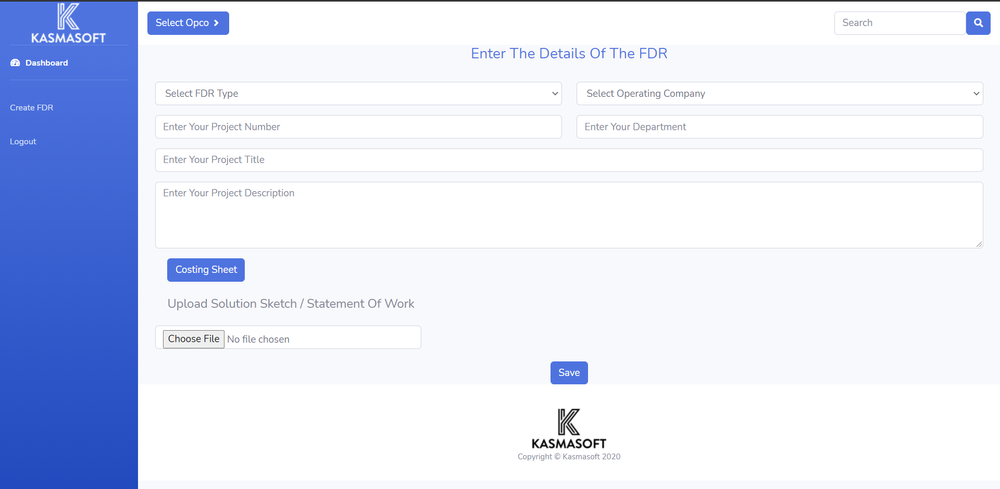 KASMASOFT
Select Opco
Search
Dashboard
Enter The Details Of The FDR
Select FDR Type
Select Operating Company
Create FDR
Enter Your Project Number
Enter Your Department
Logout
Enter Your Project Title
Enter Your Project Description
Costing Sheet
Upload Solution Sketch / Statement Of Work
Choose File No file chosen
Save
KASMASOFT
Copyright © Kasmasoft 2020